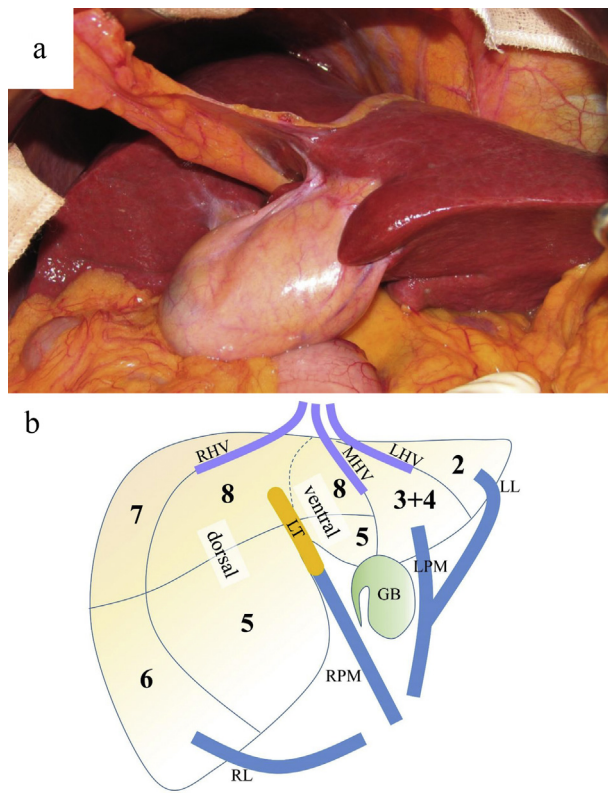 a
b
RHV
MHV
LHV
2
8
8
7
3+4
LL
ventral
LT
dorsal
5
LPM
GB
5
6
RPM
RL